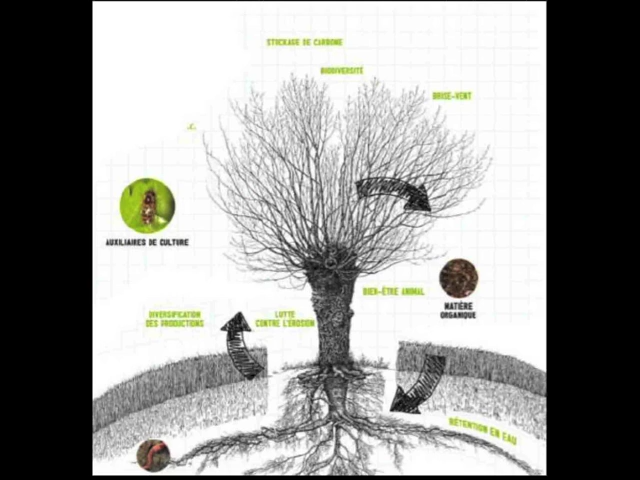 STOCKAGE DE CARBONE
BIODIVERSITÉ
BRISE-VENT
.C.
AUXILIAIRES DE CULTURE
BIEN-ÊTRE ANIMAL
MATIÈRE
ORGANIQUE
DIVERSIFICATION
DES PRODUCTIONS
LUTTE
CONTRE L'ÉROSION
RÉTENTION EN EAU